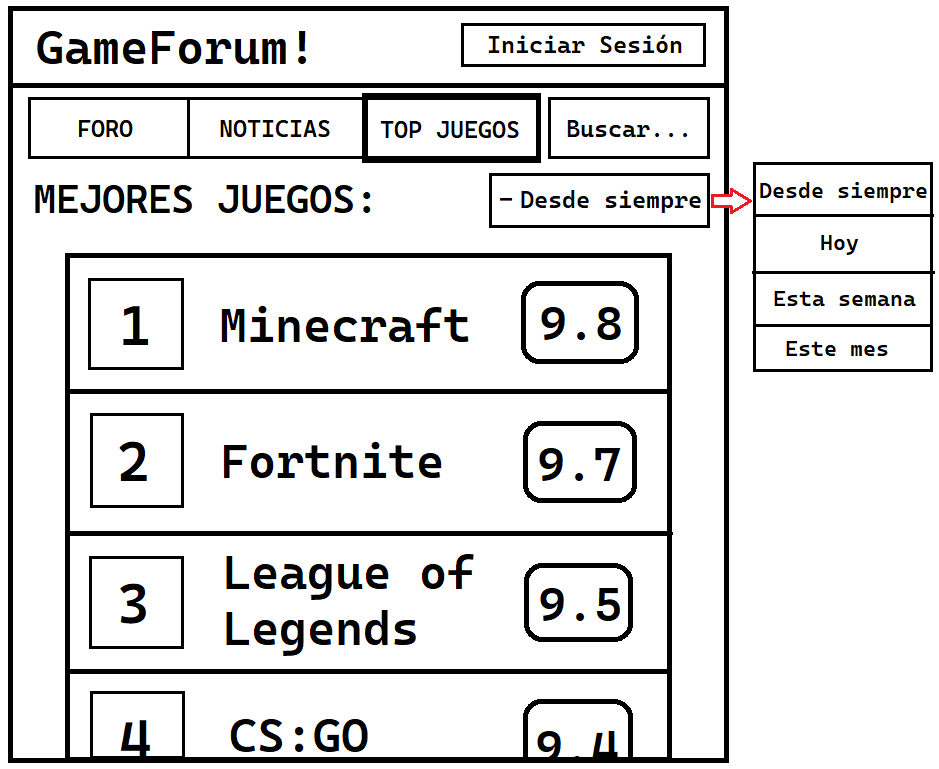 GameForum!
Iniciar Sesión
FORO
NOTICIAS
TOP JUEGOS
Buscar...
MEJORES JUEGOS:
- Desde siempre
Desde siempre
Hoy
Esta semana
Este mes
1 Minecraft 9.8
2 Fortnite 9.7
3 League of
Legends 9.5
4 CS:GO 9.4